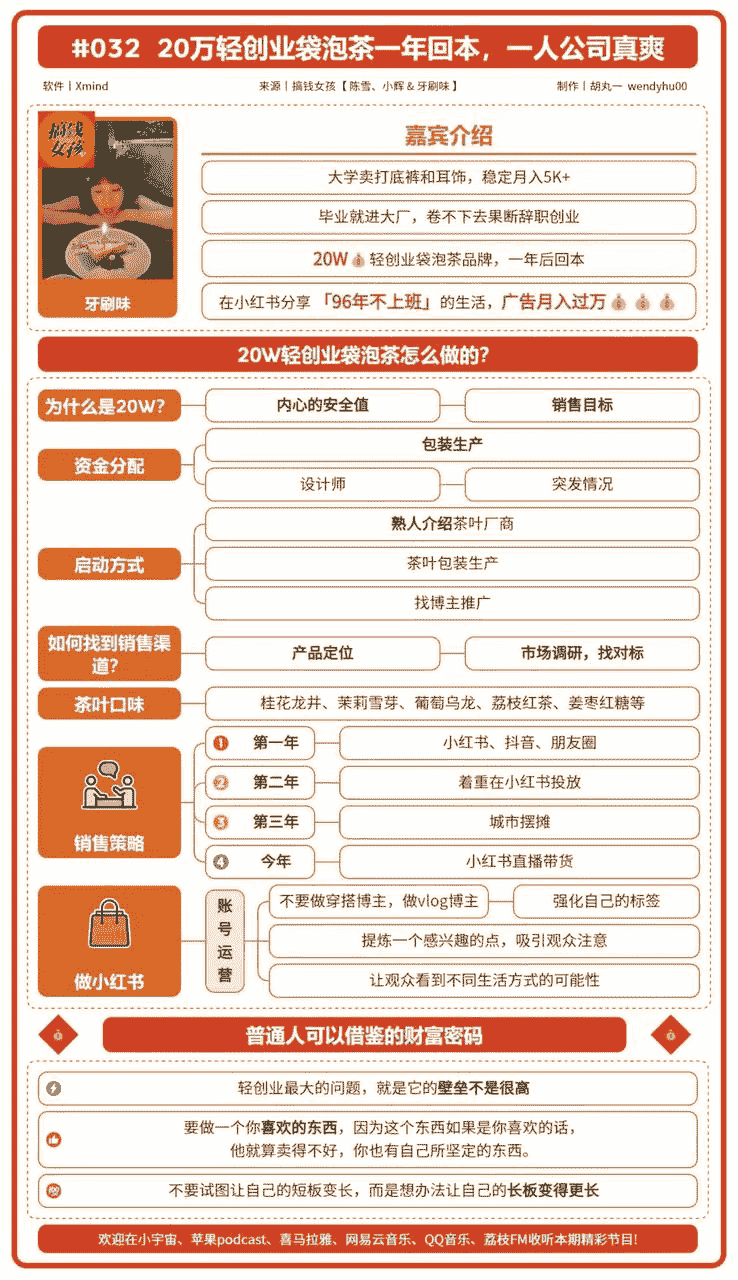 #032 20万轻创业袋泡茶一年回本，一人公司真爽
软件丨Xmind
来源丨搞钱女孩【 陈雪、小辉 & 牙刷味 】
制作丨胡丸一 wendyhu00
搞钱
女孩
牙刷味
嘉宾介绍
大学卖打底裤和耳饰，稳定月入5K+
毕业就进大厂，卷不下去果断辞职创业
20W💰轻创业袋泡茶品牌，一年后回本
在小红书分享「96年不上班」的生活，广告月入过万💰 💰 💰
20W轻创业袋泡茶怎么做的？
为什么是20W？
内心的安全值
销售目标
资金分配
包装生产
设计师
突发情况
启动方式
熟人介绍茶叶厂商
茶叶包装生产
找博主推广
如何找到销售渠
道？
产品定位
市场调研，找对标
茶叶口味
桂花龙井、茉莉雪芽、葡萄乌龙、荔枝红茶、姜枣红糖等
销售策略
1 第一年
小红书、抖音、朋友圈
2 第二年
着重在小红书投放
3 第三年
城市摆摊
4 今年
小红书直播带货
做小红书
账
号
运
营
不要做穿搭博主，做vlog博主
强化自己的标签
提炼一个感兴趣的点，吸引观众注意
让观众看到不同生活方式的可能性
普通人可以借鉴的财富密码
轻创业最大的问题，就是它的壁垒不是很高
要做一个你喜欢的东西，因为这个东西如果是你喜欢的话，
他就算卖得不好，你也有自己所坚定的东西。
不要试图让自己的短板变长，而是想办法让自己的长板变得更长
欢迎在小宇宙、苹果podcast、喜马拉雅、网易云音乐、QQ音乐、荔枝FM收听本期精彩节目!